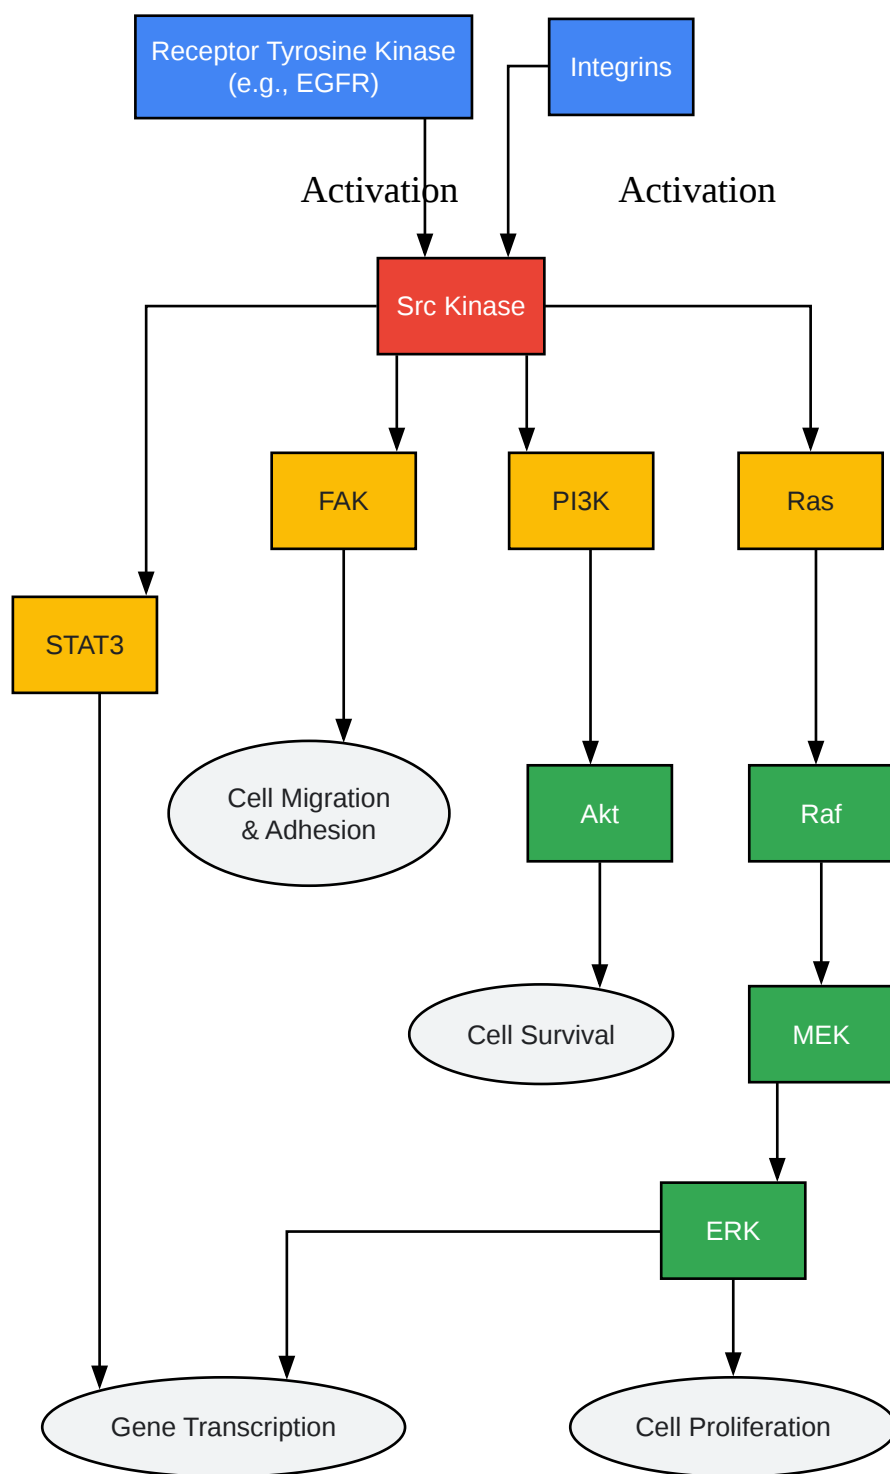 Receptor Tyrosine Kinase
(e.g., EGFR)
Integrins
Activation
Activation
Src Kinase
FAK
PI3K
Ras
STAT3
Cell Migration
& Adhesion
Akt
Raf
Cell Survival
MEK
ERK
Gene Transcription
Cell Proliferation